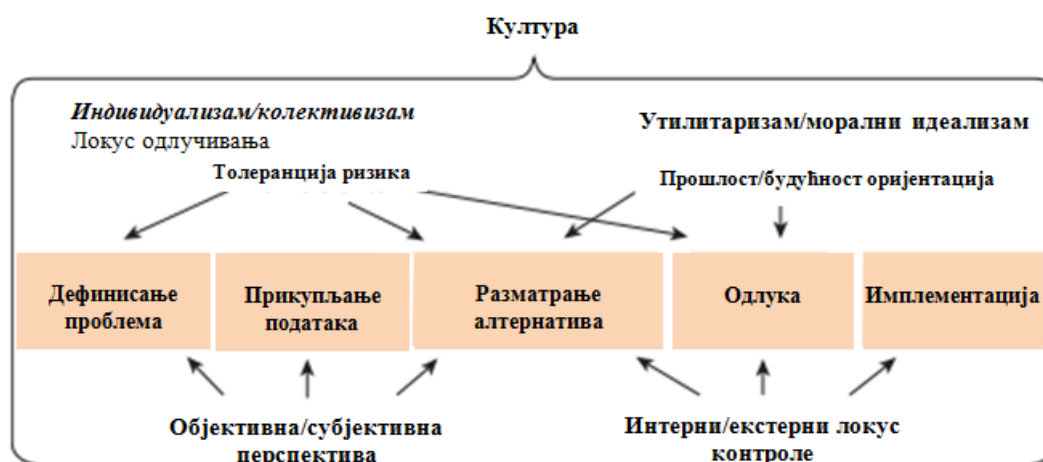 Култура
Индивидуализам/колективизам
Локус одлучивања
Толеранција ризика
Утилитаризам/морални идеализам
Прошлост/будућност оријентација
Дефинисање
проблема
Прикупљање
података
Разматрање
алтернатива
Одлука
Имплементација
Објективна/субјективна
перспектива
Интерни/екстерни локус
контроле